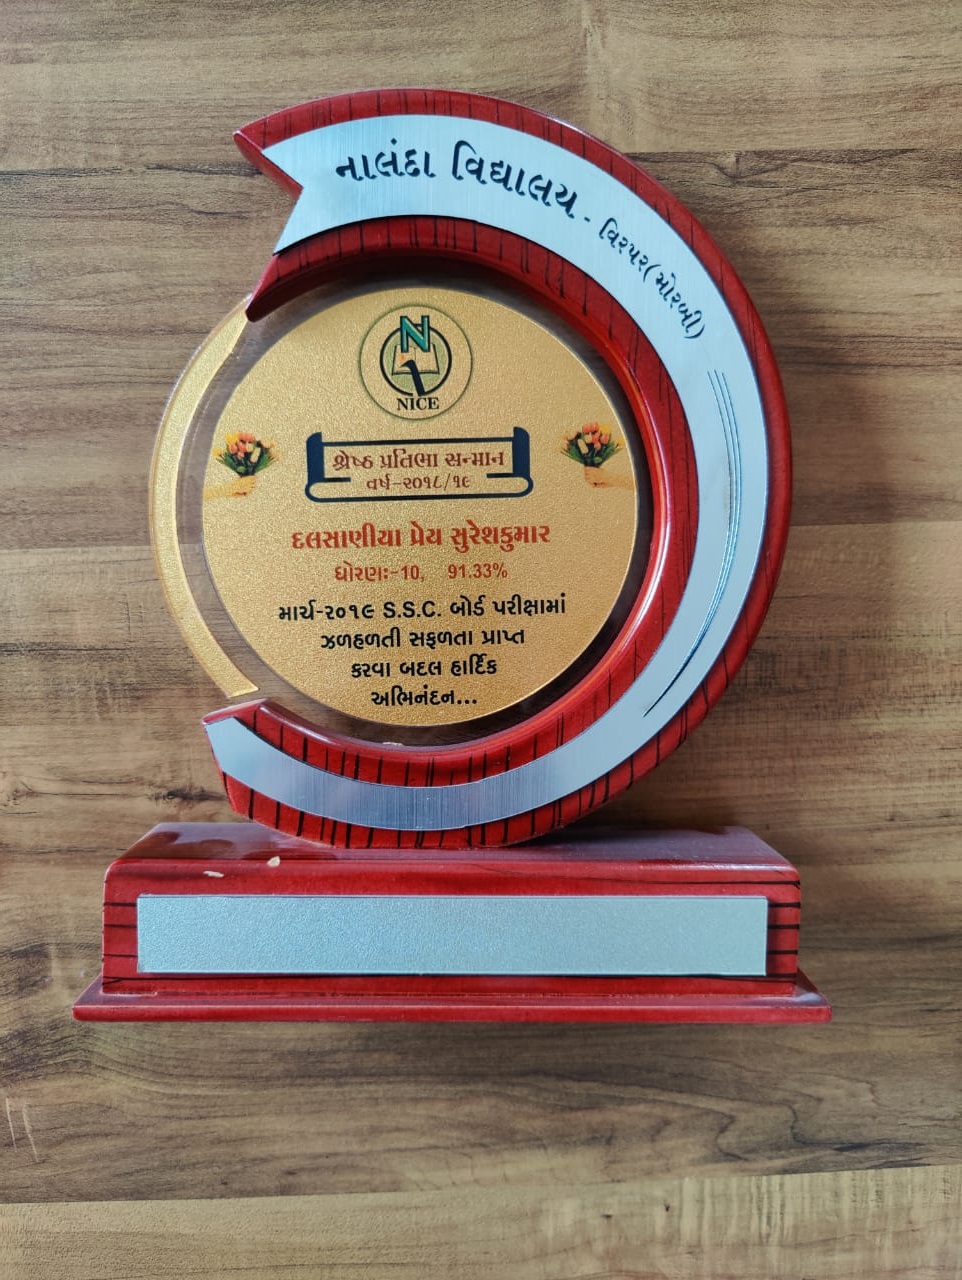 નાલંદા વિદ્યાલય - વિરપર(મોરબી)
N
NICE
શ્રેષ્ઠ પ્રતિભા સન્માન
વર્ષ-૨૦૧૮/૧૯
દલસાણીયા પ્રેય સુરેશકુમાર
ધોરણઃ-10, 91.33%
માર્ચ-૨૦૧૯ S.S.C. બોર્ડ પરીક્ષામાં
ઝળહળતી સફળતા પ્રાપ્ત
કરવા બદલ હાર્દિક
અભિનંદન...